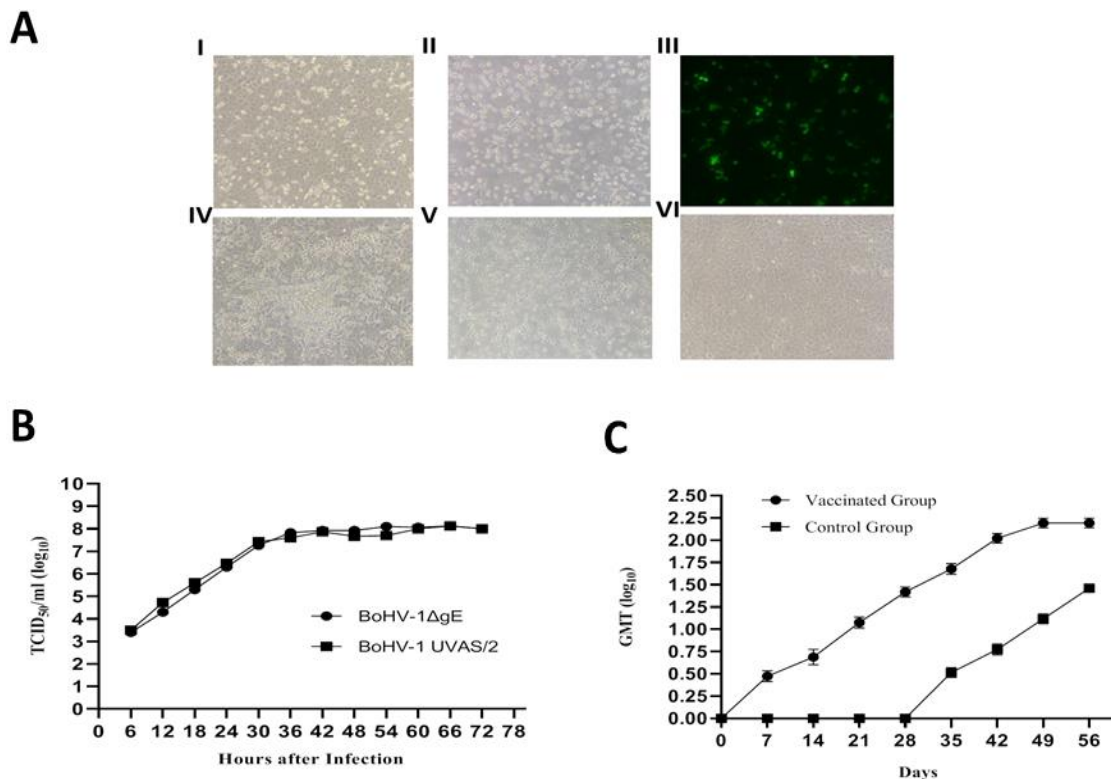 A
I II III
IV V VI
B
10
9
8
7
6
5
4
3
2
1
0
TCID50/ml (log10)
BoHV-1ΔgE
BoHV-1 UVAS/2
0 6 12 18 24 30 36 42 48 54 60 66 72 78
Hours after Infection
C
2.50
2.25
2.00
1.75
1.50
1.25
1.00
0.75
0.50
0.25
0.00
GMT (log10)
Vaccinated Group
Control Group
0 7 14 21 28 35 42 49 56
Days